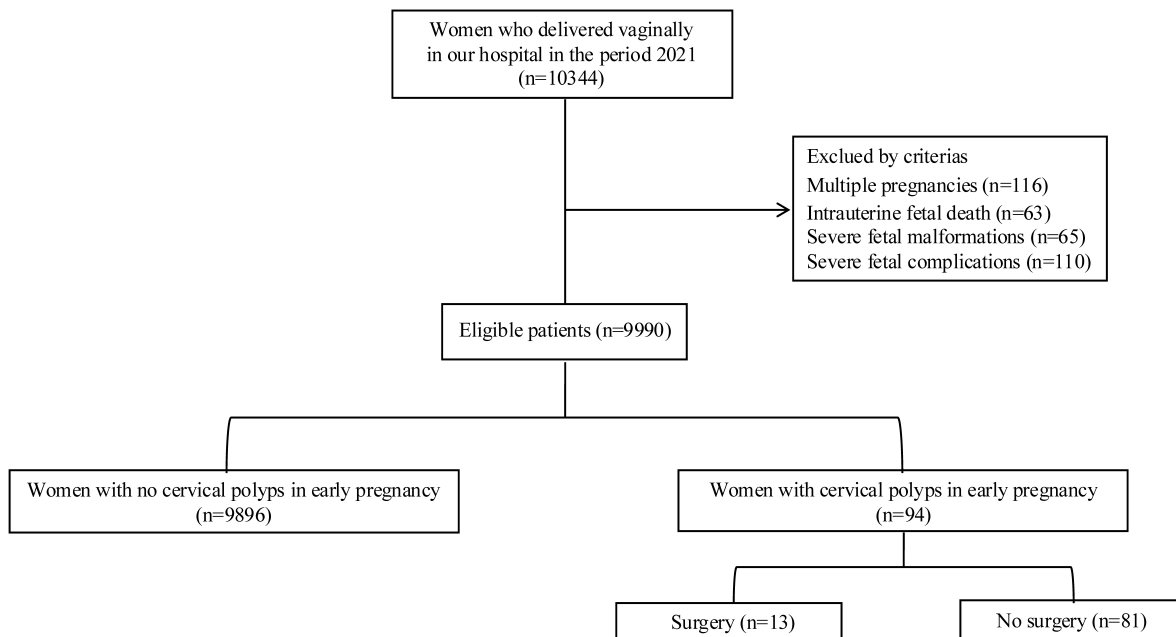 Women who delivered vaginally
in our hospital in the period 2021
(n=10344)
Exclued by criterias
Multiple pregnancies (n=116)
Intrauterine fetal death (n=63)
Severe fetal malformations (n=65)
Severe fetal complications (n=110)
Eligible patients (n=9990)
Women with no cervical polyps in early pregnancy
(n=9896)
Women with cervical polyps in early pregnancy
(n=94)
Surgery (n=13)
No surgery (n=81)